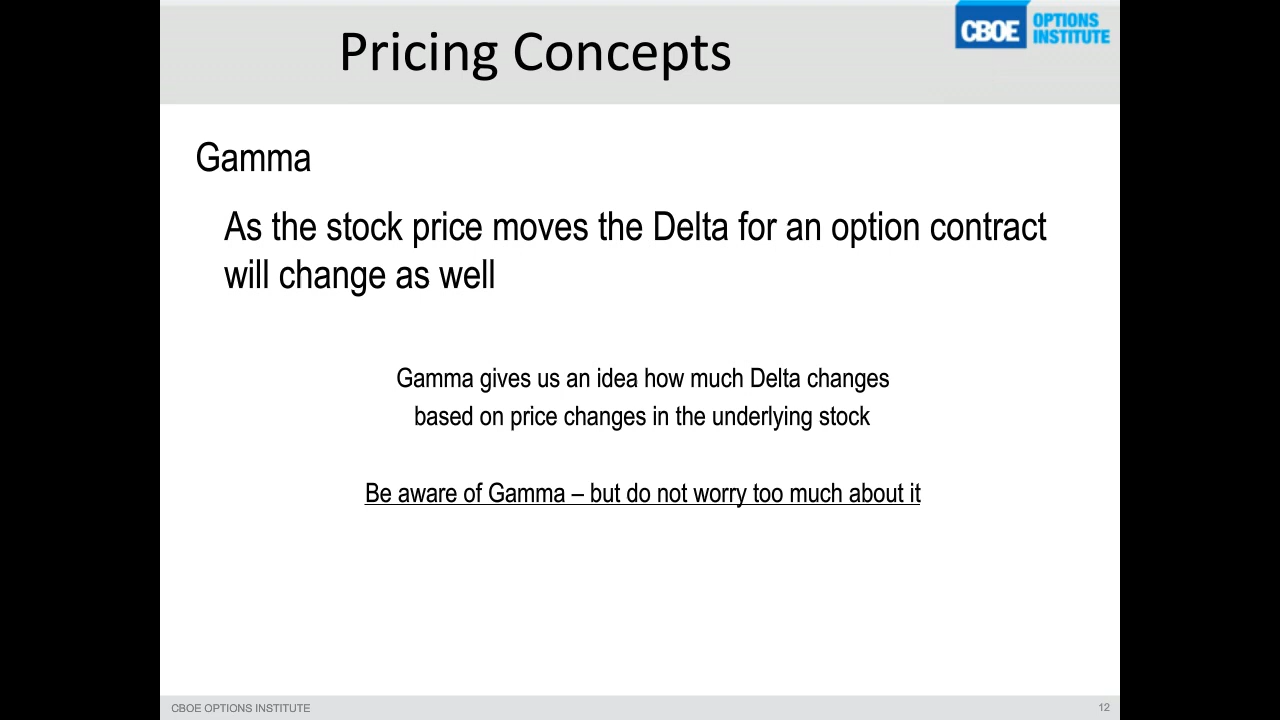 Pricing Concepts
CBOE
OPTIONS
INSTITUTE
Gamma
As the stock price moves the Delta for an option contract
will change as well
Gamma gives us an idea how much Delta changes
based on price changes in the underlying stock
Be aware of Gamma – but do not worry too much about it
CBOE OPTIONS INSTITUTE
12